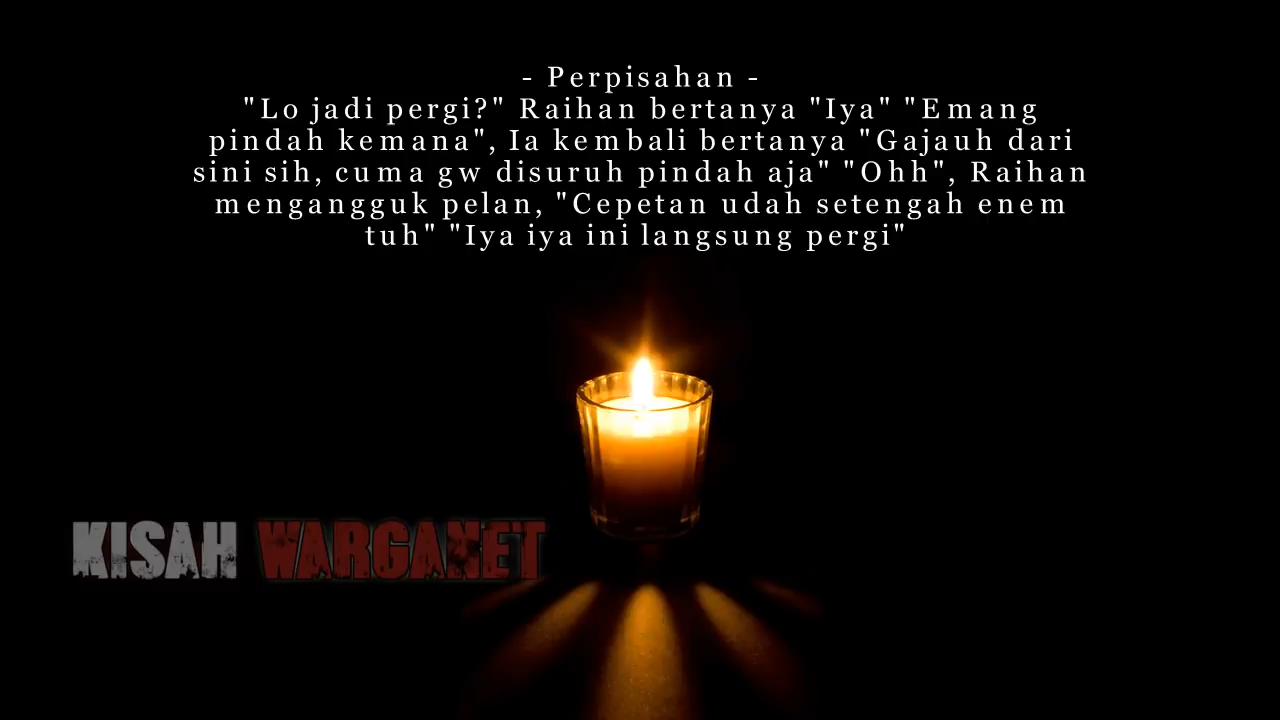 - Perpisahan -
"Lo jadi pergi?" Raihan bertanya "Iya" "Emang
pindah kemana", Ia kembali bertanya "Gajauh dari
sini sih, cuma gw disuruh pindah aja" "Ohh", Raihan
mengangguk pelan, "Cepetan udah setengah enem
tuh" "Iya iya ini langsung pergi"
KISAH WARGANET